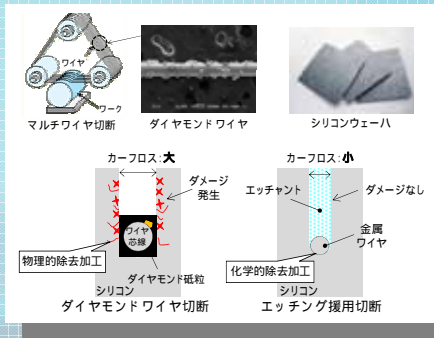 ワイヤ
ワーク
マルチワイヤ切断
ダイヤモンドワイヤ
シリコンウェーハ
カーフロス:大
ダメージ
発生
ワイヤ
芯線
物理的除去加工
ダイヤモンド砥粒
シリコン
ダイヤモンドワイヤ切断
カーフロス:小
エッチャント
ダメージなし
金属
ワイヤ
化学的除去加工
シリコン
エッチング援用切断